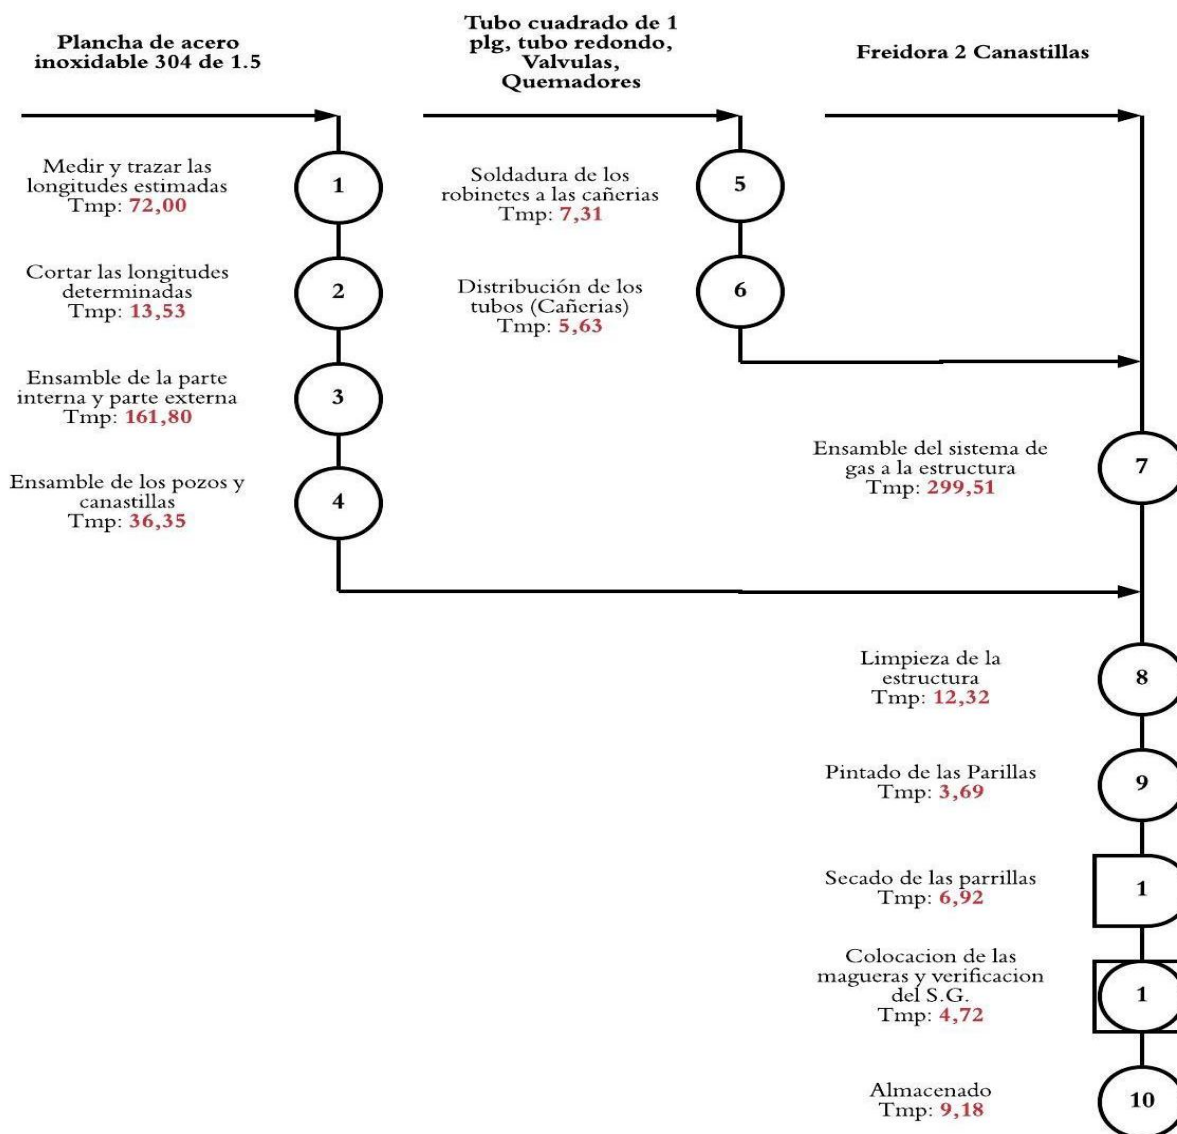 Plancha de acero
inoxidable 304 de 1.5
Medir y trazar las
longitudes estimadas
Tmp: 72,00
1
Cortar las longitudes
determinadas
Tmp: 13,53
2
Ensamble de la parte
interna y parte externa
Tmp: 161,80
3
Ensamble de los pozos y
canastillas
Tmp: 36,35
4
Tubo cuadrado de 1
plg, tubo redondo,
Valvulas,
Quemadores
Soldadura de los
robinetes a las cañerias
Tmp: 7,31
5
Distribución de los
tubos (Cañerias)
Tmp: 5,63
6
Freidora 2 Canastillas
Ensamble del sistema de
gas a la estructura
Tmp: 299,51
7
Limpieza de la
estructura
Tmp: 12,32
8
Pintado de las Parillas
Tmp: 3,69
9
Secado de las parrillas
Tmp: 6,92
1
Colocacion de las
magueras y verificacion
del S.G.
Tmp: 4,72
1
Almacenado
Tmp: 9,18
10